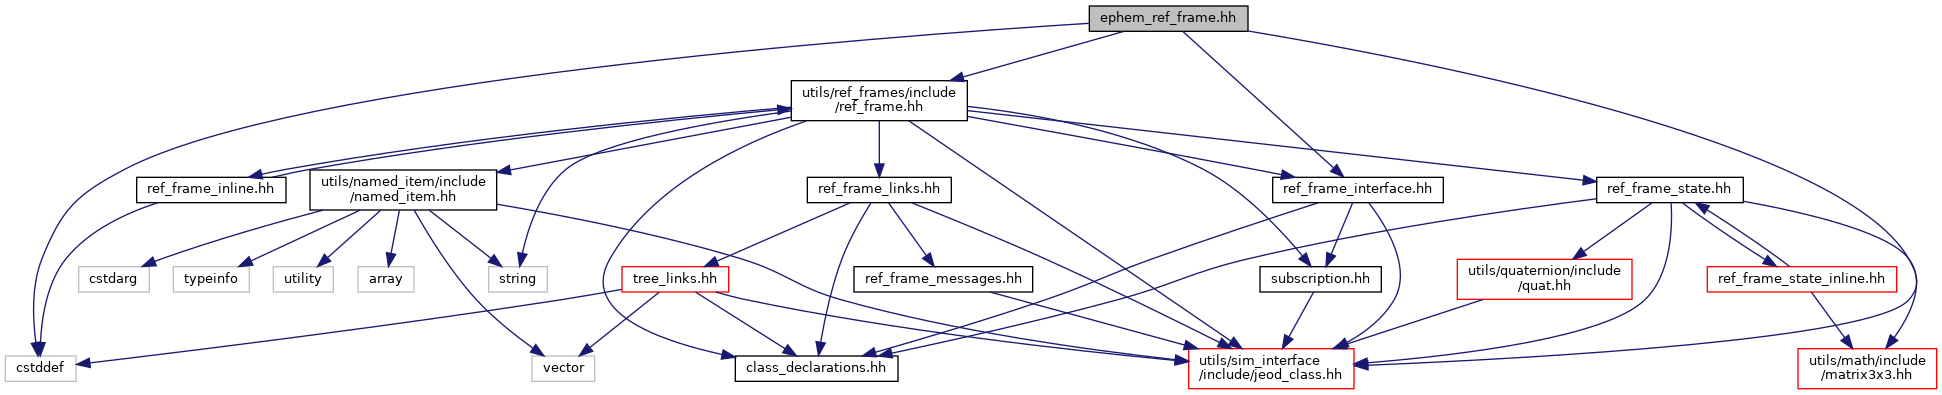 ephem_ref_frame.hh
utils/ref_frames/include
/ref_frame.hh
ref_frame_inline.hh
utils/named_item/include
/named_item.hh
ref_frame_links.hh
ref_frame_interface.hh
ref_frame_state.hh
cstdarg
typeinfo
utility
array
string
tree_links.hh
ref_frame_messages.hh
subscription.hh
utils/quaternion/include
/quat.hh
ref_frame_state_inline.hh
cstddef
vector
class_declarations.hh
utils/sim_interface
/include/jeod_class.hh
utils/math/include
/matrix3x3.hh